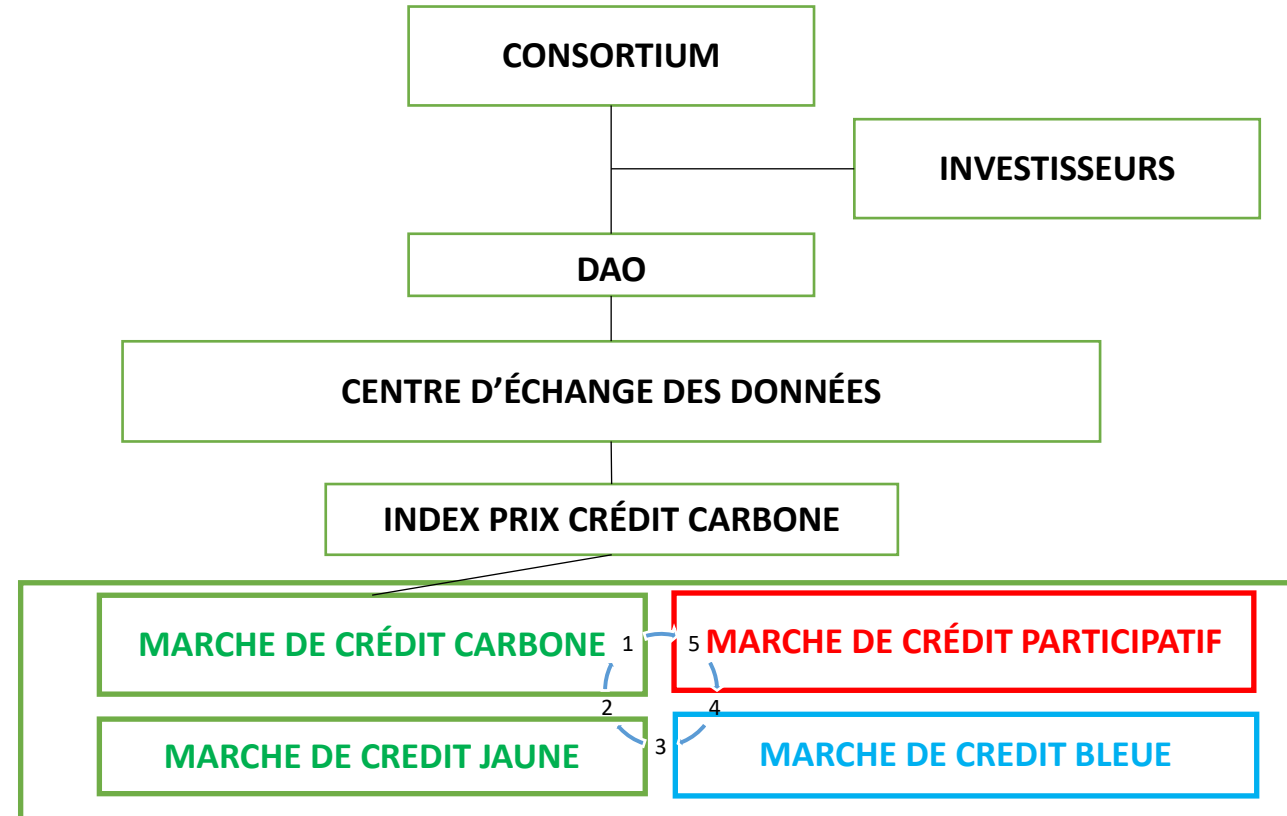 CONSORTIUM
INVESTISSEURS
DAO
CENTRE D'ÉCHANGE DES DONNÉES
INDEX PRIX CRÉDIT CARBONE
MARCHE DE CRÉDIT CARBONE
1
5
MARCHE DE CRÉDIT PARTICIPATIF
2
4
3
MARCHE DE CREDIT JAUNE
MARCHE DE CREDIT BLEUE